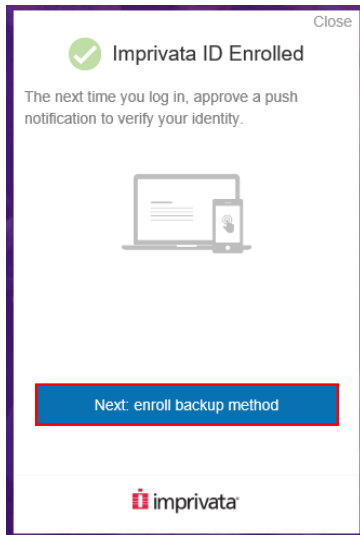 Close
Imprivata ID Enrolled
The next time you log in, approve a push
notification to verify your identity.
Next: enroll backup method
imprivata